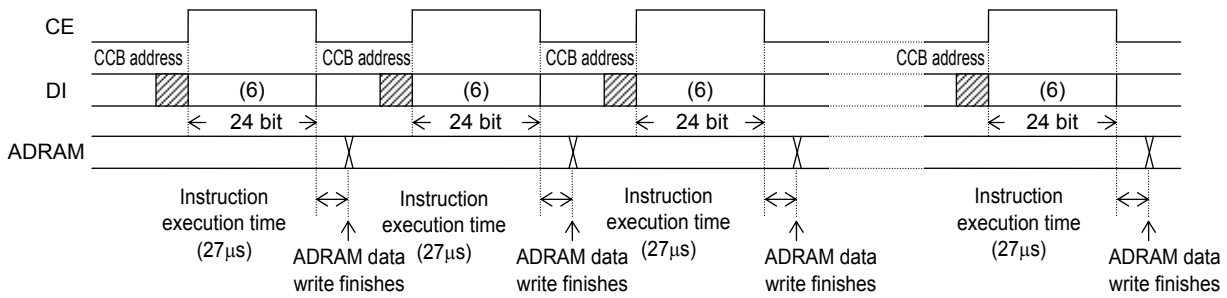 CE
CCB address CCB address CCB address CCB address
DI (6) (6) (6) (6)
24 bit 24 bit 24 bit 24 bit
ADRAM
Instruction
execution time
(27μs)
ADRAM data
write finishes
Instruction
execution time
(27μs)
ADRAM data
write finishes
Instruction
execution time
(27μs)
ADRAM data
write finishes
Instruction
execution time
(27μs)
ADRAM data
write finishes